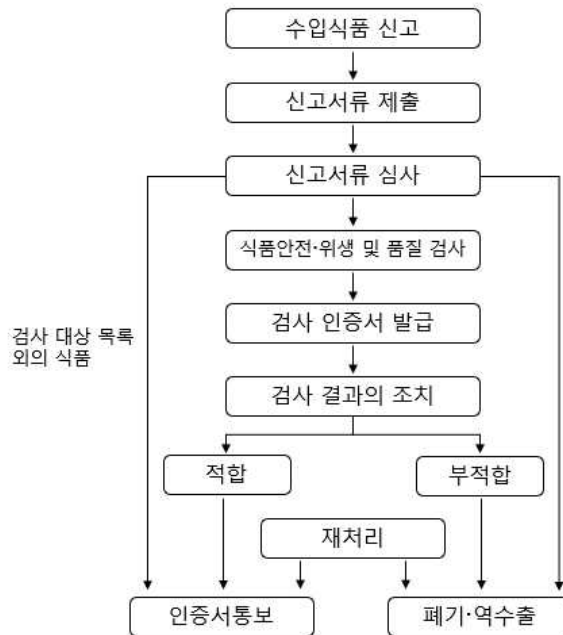 수입식품 신고
신고서류 제출
신고서류 심사
식품안전·위생 및 품질 검사
검사 인증서 발급
검사 대상 목록
외의 식품
검사 결과의 조치
적합
부적합
재처리
인증서통보
폐기·역수출